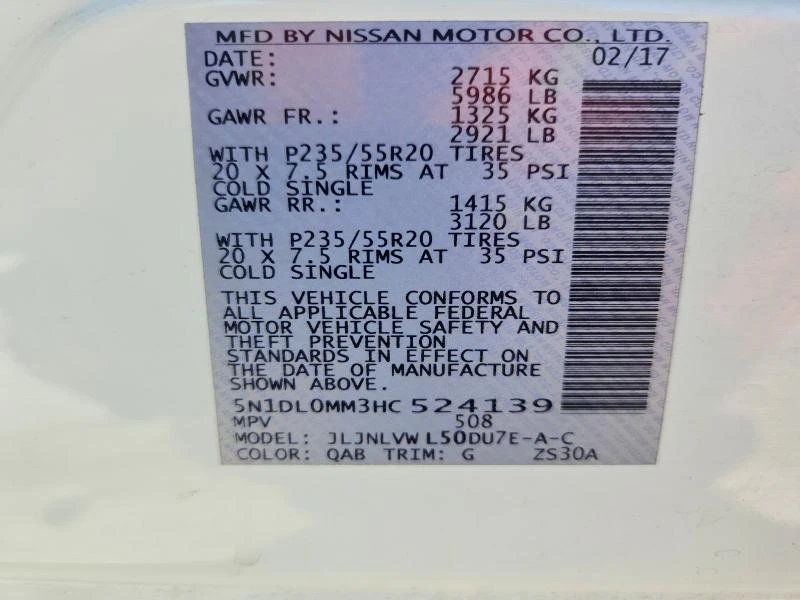 MFD BY NISSAN MOTOR CO., LTD.
DATE: 02/17
GVWR: 2715 KG
5986 LB
GAWR FR.: 1325 KG
2921 LB
WITH P235/55R20 TIRES
20 X 7.5 RIMS AT 35 PSI
COLD SINGLE
GAWR RR.: 1415 KG
3120 LB
WITH P235/55R20 TIRES
20 X 7.5 RIMS AT 35 PSI
COLD SINGLE
THIS VEHICLE CONFORMS TO
ALL APPLICABLE FEDERAL
MOTOR VEHICLE SAFETY AND
THEFT PREVENTION
STANDARDS IN EFFECT ON
THE DATE OF MANUFACTURE
SHOWN ABOVE.
5N1DL0MM3HC 524139
MPV 508
MODEL: JLJNLVW L50DU7E-A-C
COLOR: QAB TRIM: G ZS30A